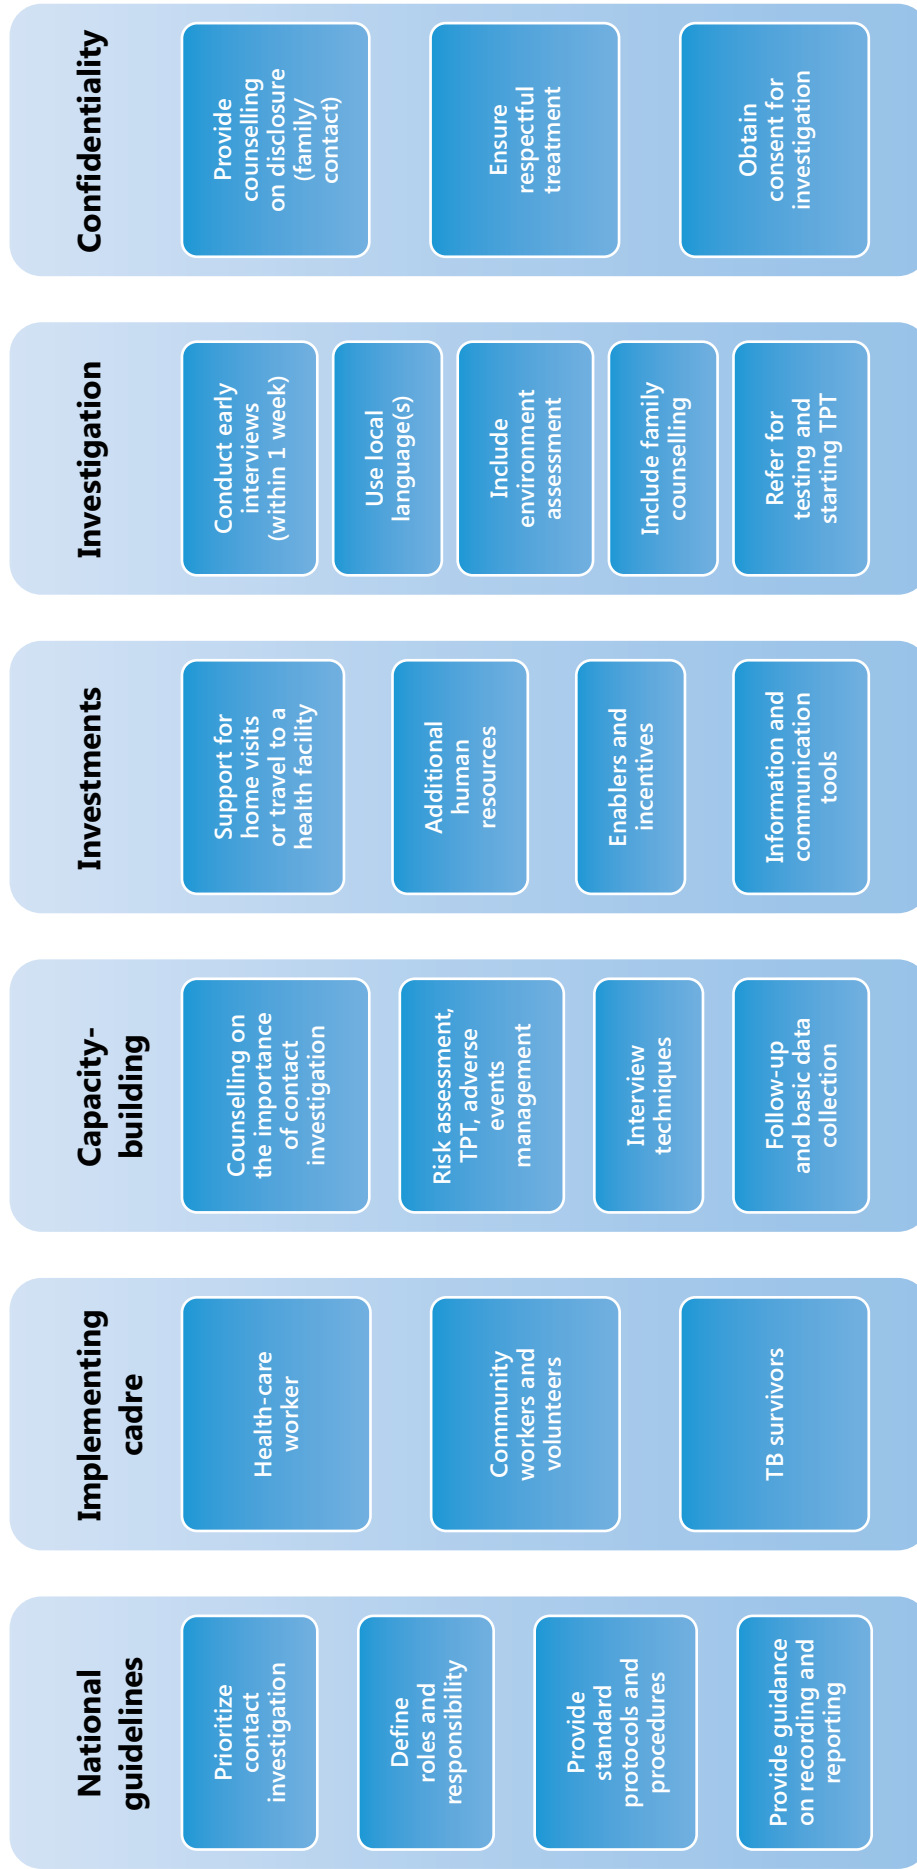 National
guidelines
Prioritize
contact
investigation
Define
roles and
responsibility
Provide
standard
protocols and
procedures
Provide guidance
on recording and
reporting
Implementing
cadre
Health-care
worker
Community
workers and
volunteers
TB survivors
Capacity-
building
Counselling on
the importance
of contact
investigation
Risk assessment,
TPT, adverse
events
management
Interview
techniques
Follow-up
and basic data
collection
Investments
Support for
home visits
or travel to a
health facility
Additional
human
resources
Enablers and
incentives
Information and
communication
tools
Investigation
Conduct early
interviews
(within 1 week)
Use local
language(s)
Include
environment
assessment
Include family
counselling
Refer for
testing and
starting TPT
Confidentiality
Provide
counselling
on disclosure
(family/
contact)
Ensure
respectful
treatment
Obtain
consent for
investigation